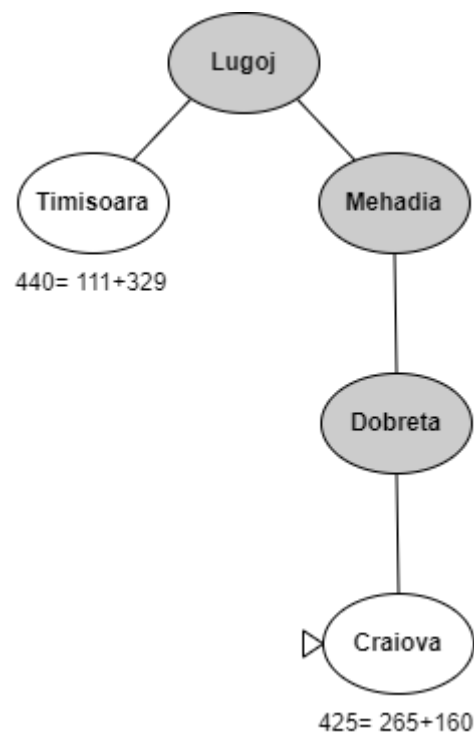 Lugoj
Timisoara
Mehadia
440= 111+329
Dobreta
Craiova
425= 265+160